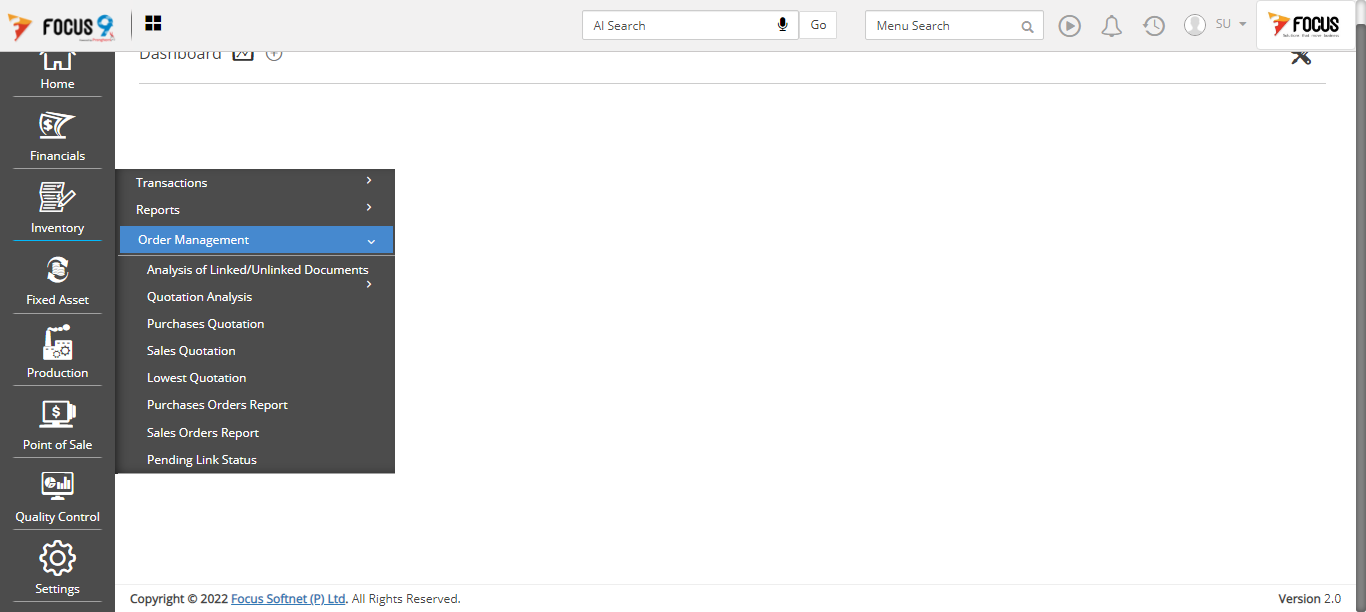 FOCUS 9
AI Search
Go
Menu Search
SU
FOCUS
Dashboard
Home
Financials
Inventory
Fixed Asset
Production
Point of Sale
Quality Control
Settings
Transactions
Reports
Order Management
Analysis of Linked/Unlinked Documents
Quotation Analysis
Purchases Quotation
Sales Quotation
Lowest Quotation
Purchases Orders Report
Sales Orders Report
Pending Link Status
Copyright © 2022 Focus Softnet (P) Ltd. All Rights Reserved.
Version 2.0